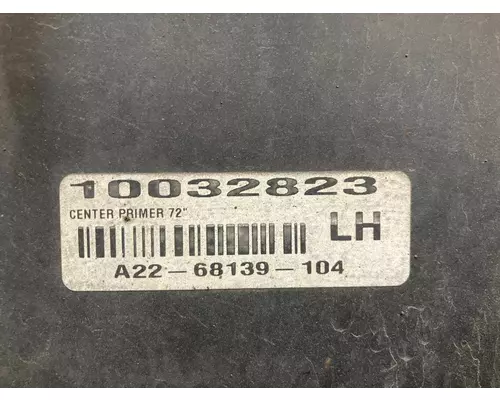 10032823
CENTER PRIMER 72"
LH
A22-68139-104